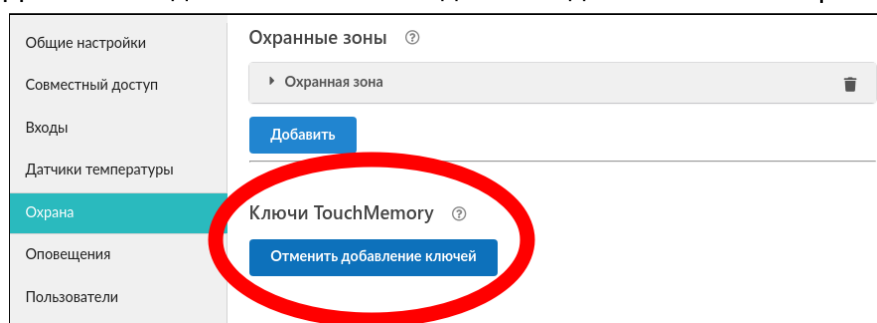 Общие настройки
Совместный доступ
Входы
Датчики температуры
Охрана
Оповещения
Пользователи
Охранные зоны ?
Охранная зона
Добавить
Ключи TouchMemory ?
Отменить добавление ключей